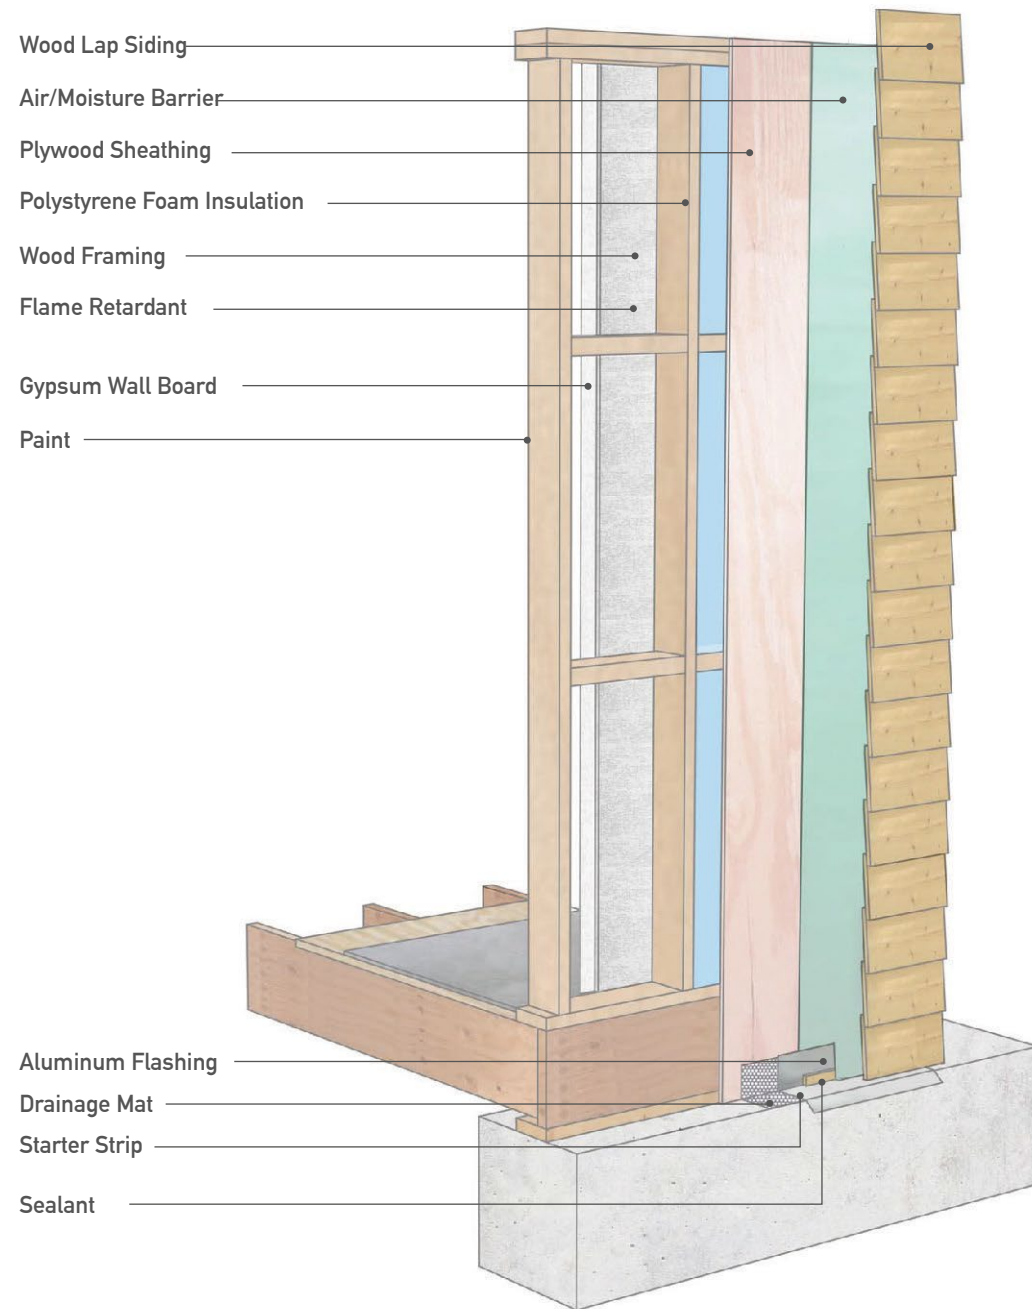 Wood Lap Siding
Air/Moisture Barrier
Plywood Sheathing
Polystyrene Foam Insulation
Wood Framing
Flame Retardant
Gypsum Wall Board
Paint
Aluminum Flashing
Drainage Mat
Starter Strip
Sealant